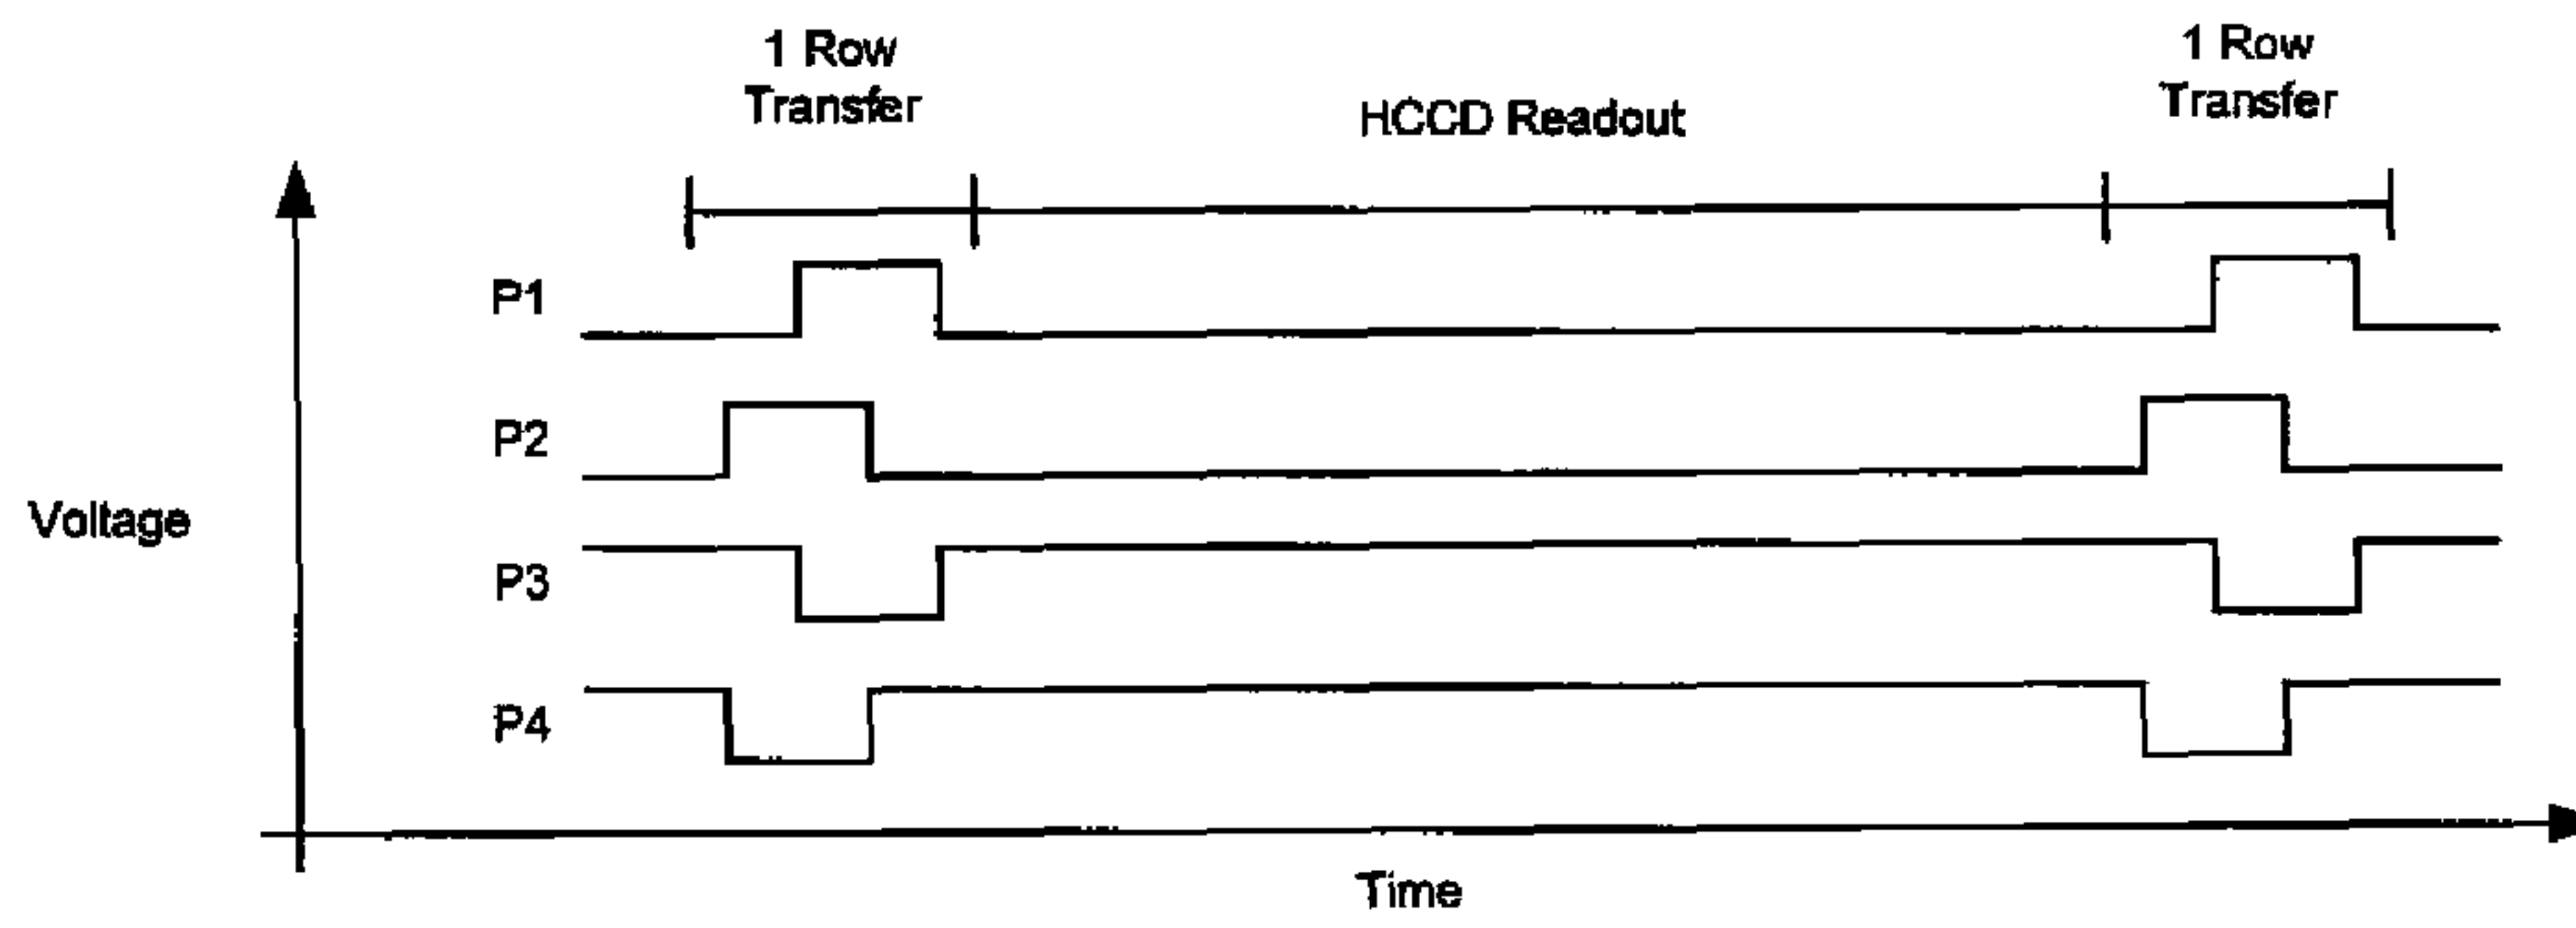 1 Row
Transfer
HCCD Readout
1 Row
Transfer
P1
P2
Voltage
P3
P4
Time